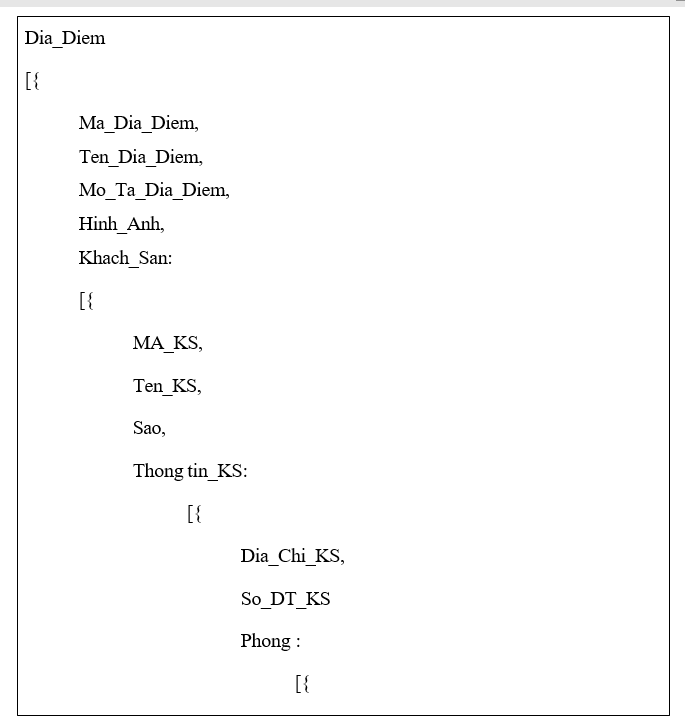 Dia_Diem
[{
Ma_Dia_Diem,
Ten_Dia_Diem,
Mo_Ta_Dia_Diem,
Hinh_Anh,
Khach_San:
[{
MA_KS,
Ten_KS,
Sao,
Thong tin_KS:
[{
Dia_Chi_KS,
So_DT_KS
Phong :
[{